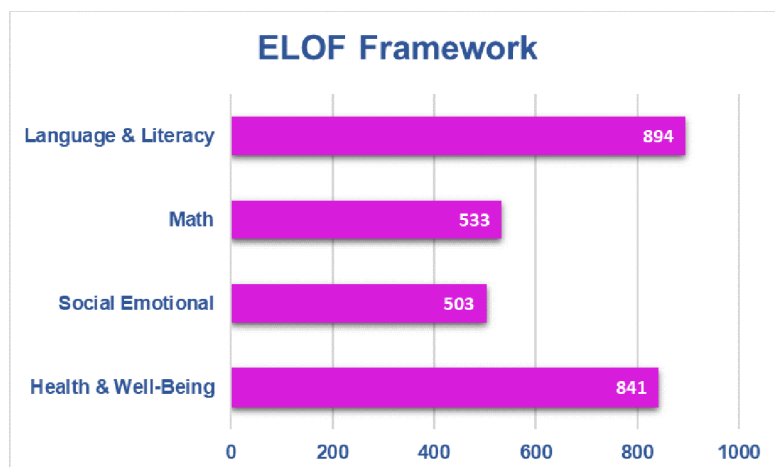 ELOF Framework
Language & Literacy
894
Math
533
Social Emotional
503
Health & Well-Being
841
0 200 400 600 800 1000